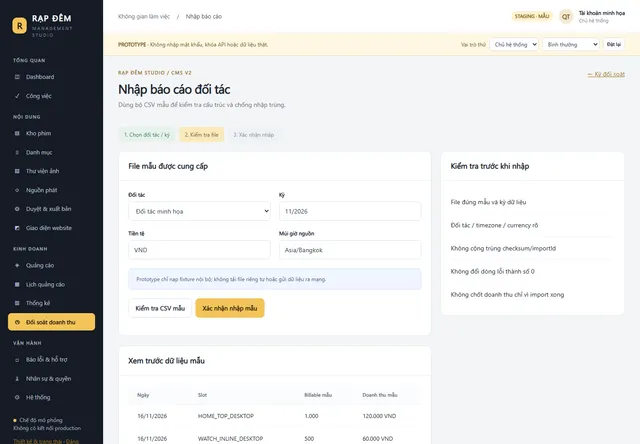 R
RẠP ĐÊM
MANAGEMENT STUDIO
TỔNG QUAN
Dashboard
Công việc
NỘI DUNG
Kho phim
Danh mục
Thư viện ảnh
Nguồn phát
Duyệt & xuất bản
Giao diện website
KINH DOANH
Quảng cáo
Lịch quảng cáo
Thống kê
Đối soát doanh thu
VẬN HÀNH
Báo lỗi & hỗ trợ
Nhân sự & quyền
Hệ thống
Chế độ mô phỏng
Không có kết nối production
Thiết kế & trạng thái · Đăng
Không gian làm việc / Nhập báo cáo
STAGING · MẪU
QT
Tài khoản minh họa
Chủ hệ thống
PROTOTYPE · Không nhập mật khẩu, khóa API hoặc dữ liệu thật.
Vai trò thử
Chủ hệ thống
Bình thường
Đặt lại
RẠP ĐÊM STUDIO / CMS V2
Nhập báo cáo đối tác
Dùng bộ CSV mẫu để kiểm tra cấu trúc và chống nhập trùng.
← Kỳ đối soát
1. Chọn đối tác / kỳ
2. Kiểm tra file
3. Xác nhận nhập
File mẫu được cung cấp
Đối tác
Kỳ
Đối tác minh họa
11/2026
Tiền tệ
Múi giờ nguồn
VND
Asia/Bangkok
Prototype chỉ nạp fixture nội bộ; không tải file riêng tư hoặc gửi dữ liệu ra mạng.
Kiểm tra CSV mẫu
Xác nhận nhập mẫu
Kiểm tra trước khi nhập
File đúng mẫu và kỳ dữ liệu
Đối tác / timezone / currency rõ
Không cộng trùng checksum/importId
Không đổi dòng lỗi thành số 0
Không chốt doanh thu chỉ vì import xong
Xem trước dữ liệu mẫu
Ngày Slot Billable mẫu Doanh thu mẫu
16/11/2026 HOME_TOP_DESKTOP 1.000 120.000 VND
16/11/2026 WATCH_INLINE_DESKTOP 500 60.000 VND